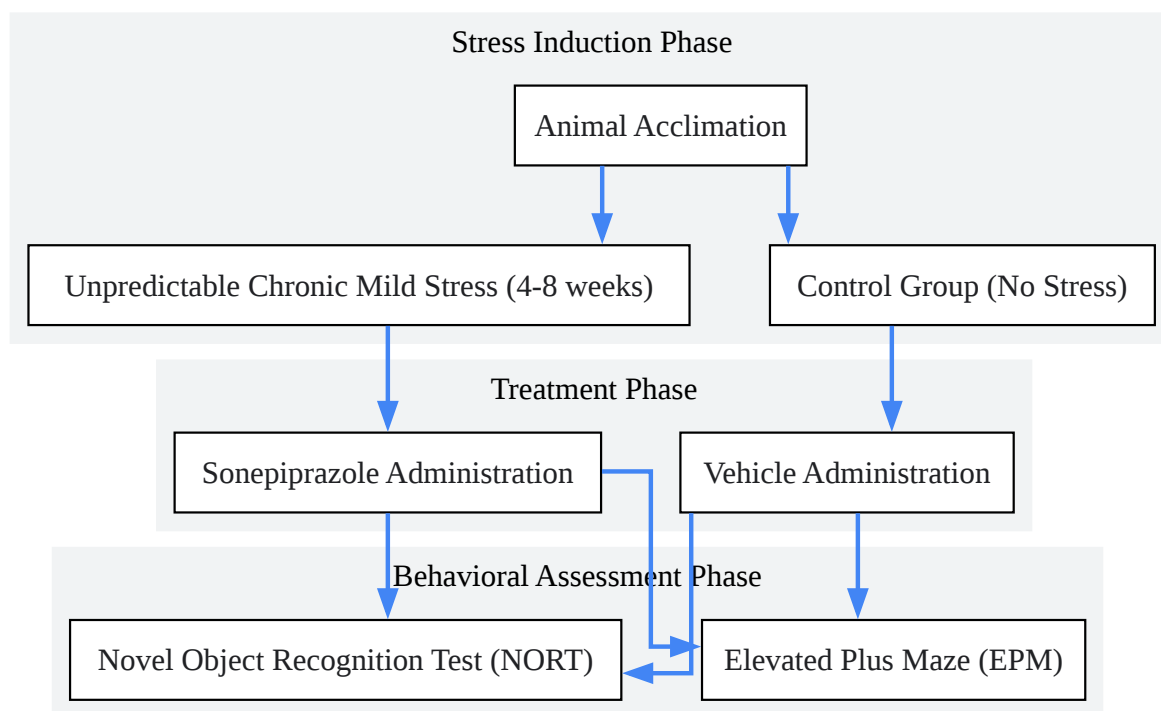 Stress Induction Phase
Animal Acclimation
Unpredictable Chronic Mild Stress (4-8 weeks)
Control Group (No Stress)
Treatment Phase
Sonepiprazole Administration
Vehicle Administration
Behavioral Assessment Phase
Novel Object Recognition Test (NORT)
Elevated Plus Maze (EPM)